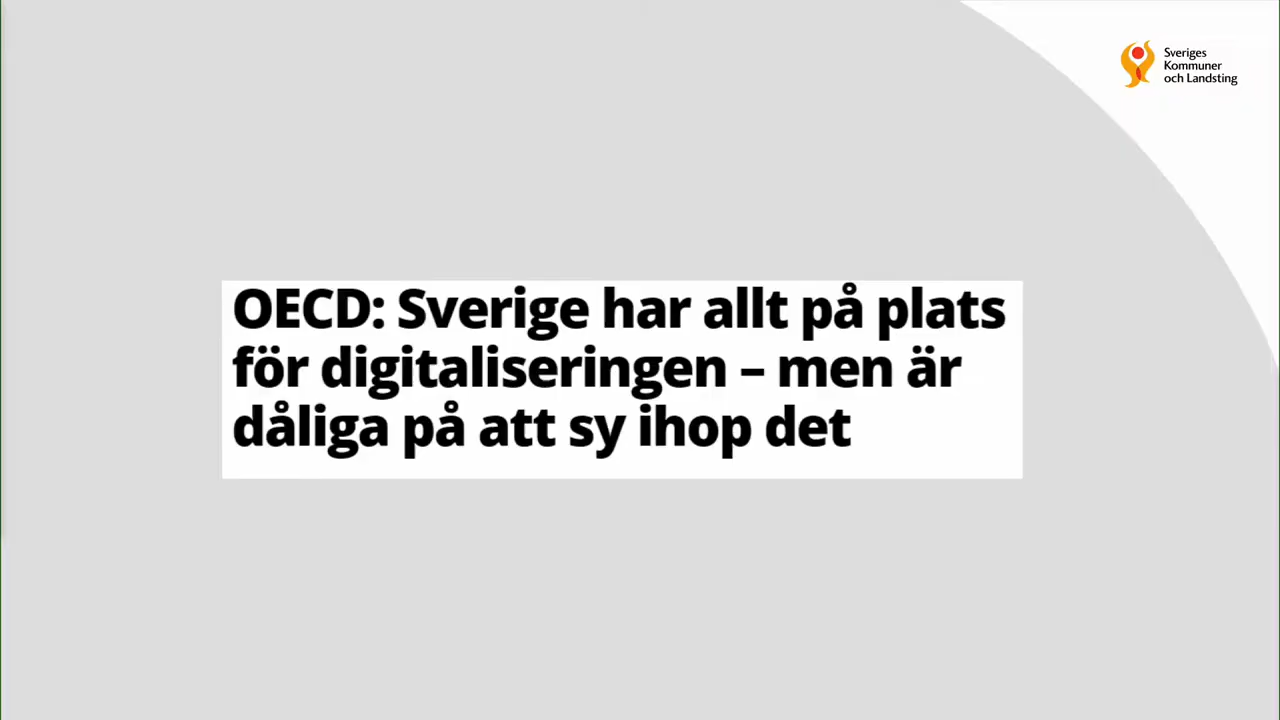 Sveriges
Kommuner
och Landsting
OECD: Sverige har allt på plats
för digitaliseringen – men är
dåliga på att sy ihop det